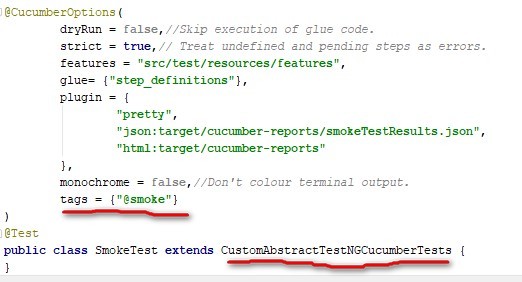 @CucumberOptions(
dryRun = false,//Skip execution of glue code.
strict = true,// Treat undefined and pending steps as errors.
features = "src/test/resources/features",
glue= {"step_definitions"},
plugin = {
"pretty",
"json:target/cucumber-reports/smokeTestResults.json",
"html:target/cucumber-reports"
},
monochrome = false,//Don't colour terminal output.
tags = {"@smoke"}
)
@Test
public class SmokeTest extends CustomAbstractTestNGCucumberTests {
}